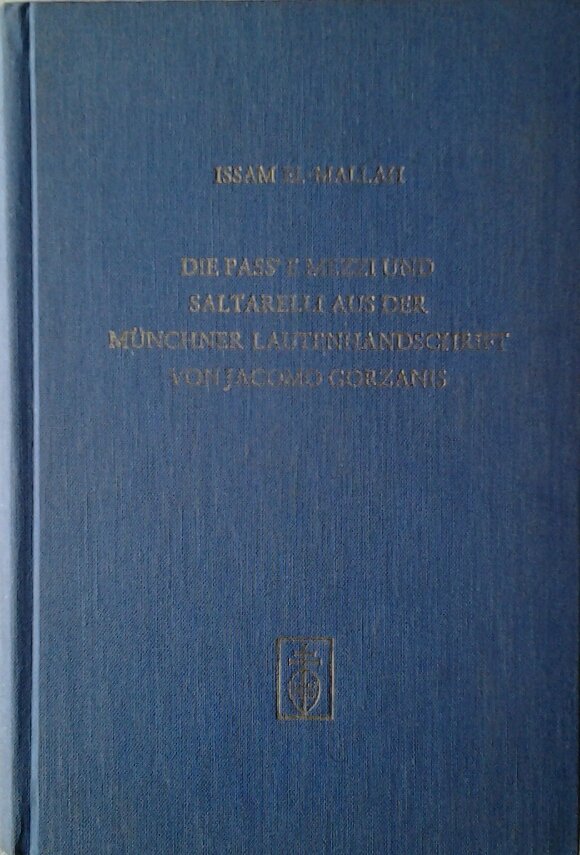 ISSAM EL-MALLAH
DIE PASS' E MEZZI UND
SALTARELLI AUS DER
MÜNCHNER LAUTENHANDSCHRIFT
VON JACOMO GORZANIS